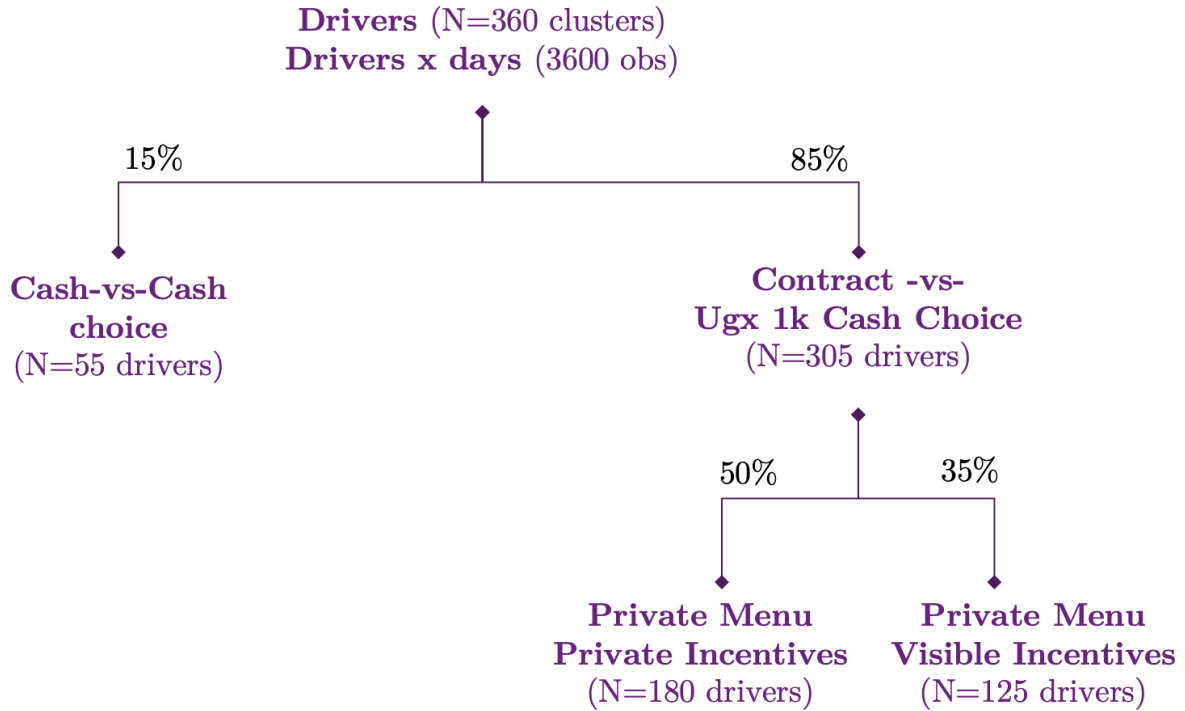 Drivers (N=360 clusters)
Drivers x days (3600 obs)
15%
85%
Cash-vs-Cash
choice
(N=55 drivers)
Contract -vs-
Ugx 1k Cash Choice
(N=305 drivers)
50%
35%
Private Menu
Private Incentives
(N=180 drivers)
Private Menu
Visible Incentives
(N=125 drivers)